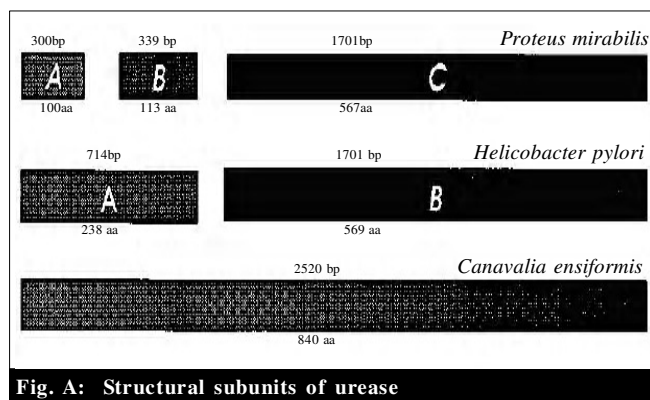 300bp 339 bp 1701bp Proteus mirabilis
A B C
100aa 113 aa 567aa
714bp 1701 bp Helicobacter pylori
A B
238 aa 569 aa
2520 bp Canavalia ensiformis
840 aa
Fig. A: Structural subunits of urease